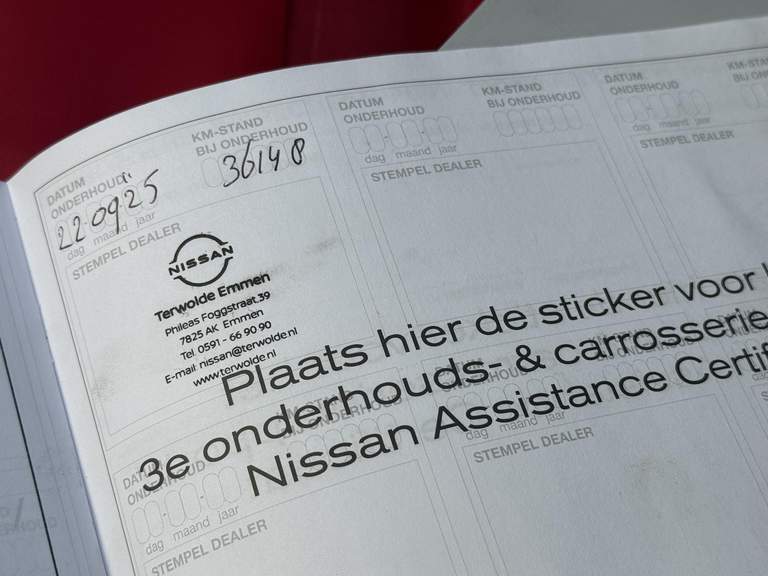 DATUM
ONDERHOUD
22 09 25
dag maand jaar
KM-STAND
BIJ ONDERHOUD
36148
STEMPEL DEALER
NISSAN
Terwolde Emmen
Phileas Foggstraat 39
7825 AK Emmen
Tel. 0591 - 66 90 90
E-mail: nissan@terwolde.nl
www.terwolde.nl
DATUM
ONDERHOUD
dag maand jaar
KM-STAND
BIJ ONDERHOUD
STEMPEL DEALER
DATUM
ONDERHOUD
dag maand jaar
STEMPEL DEALER
Plaats hier de sticker voor
3e onderhouds- & carrosserie
Nissan Assistance
ONDERHOUD
dag maand jaar
STEMPEL DEALER
dag maand jaar
STEMPEL DEALER